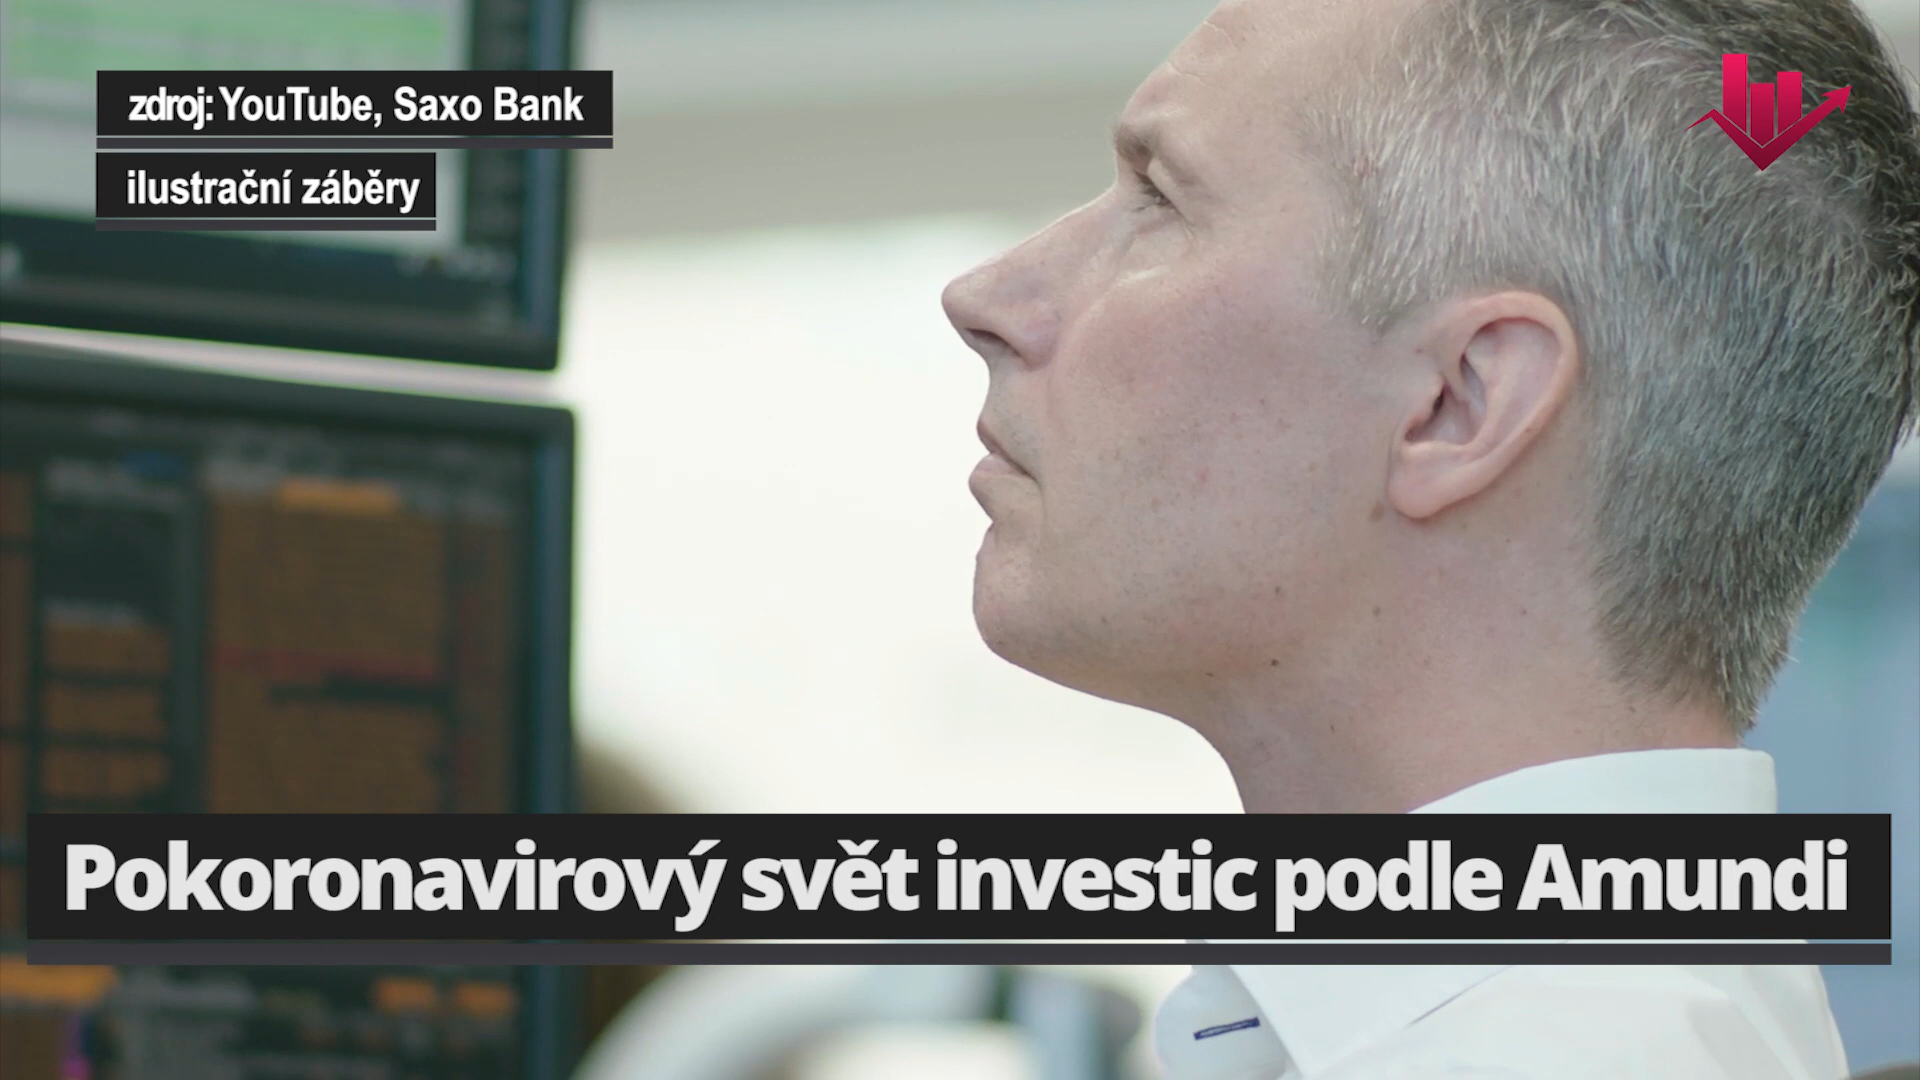 zdroj: YouTube, Saxo Bank
ilustrační záběry
Pokoronavirový svět investic podle Amundi